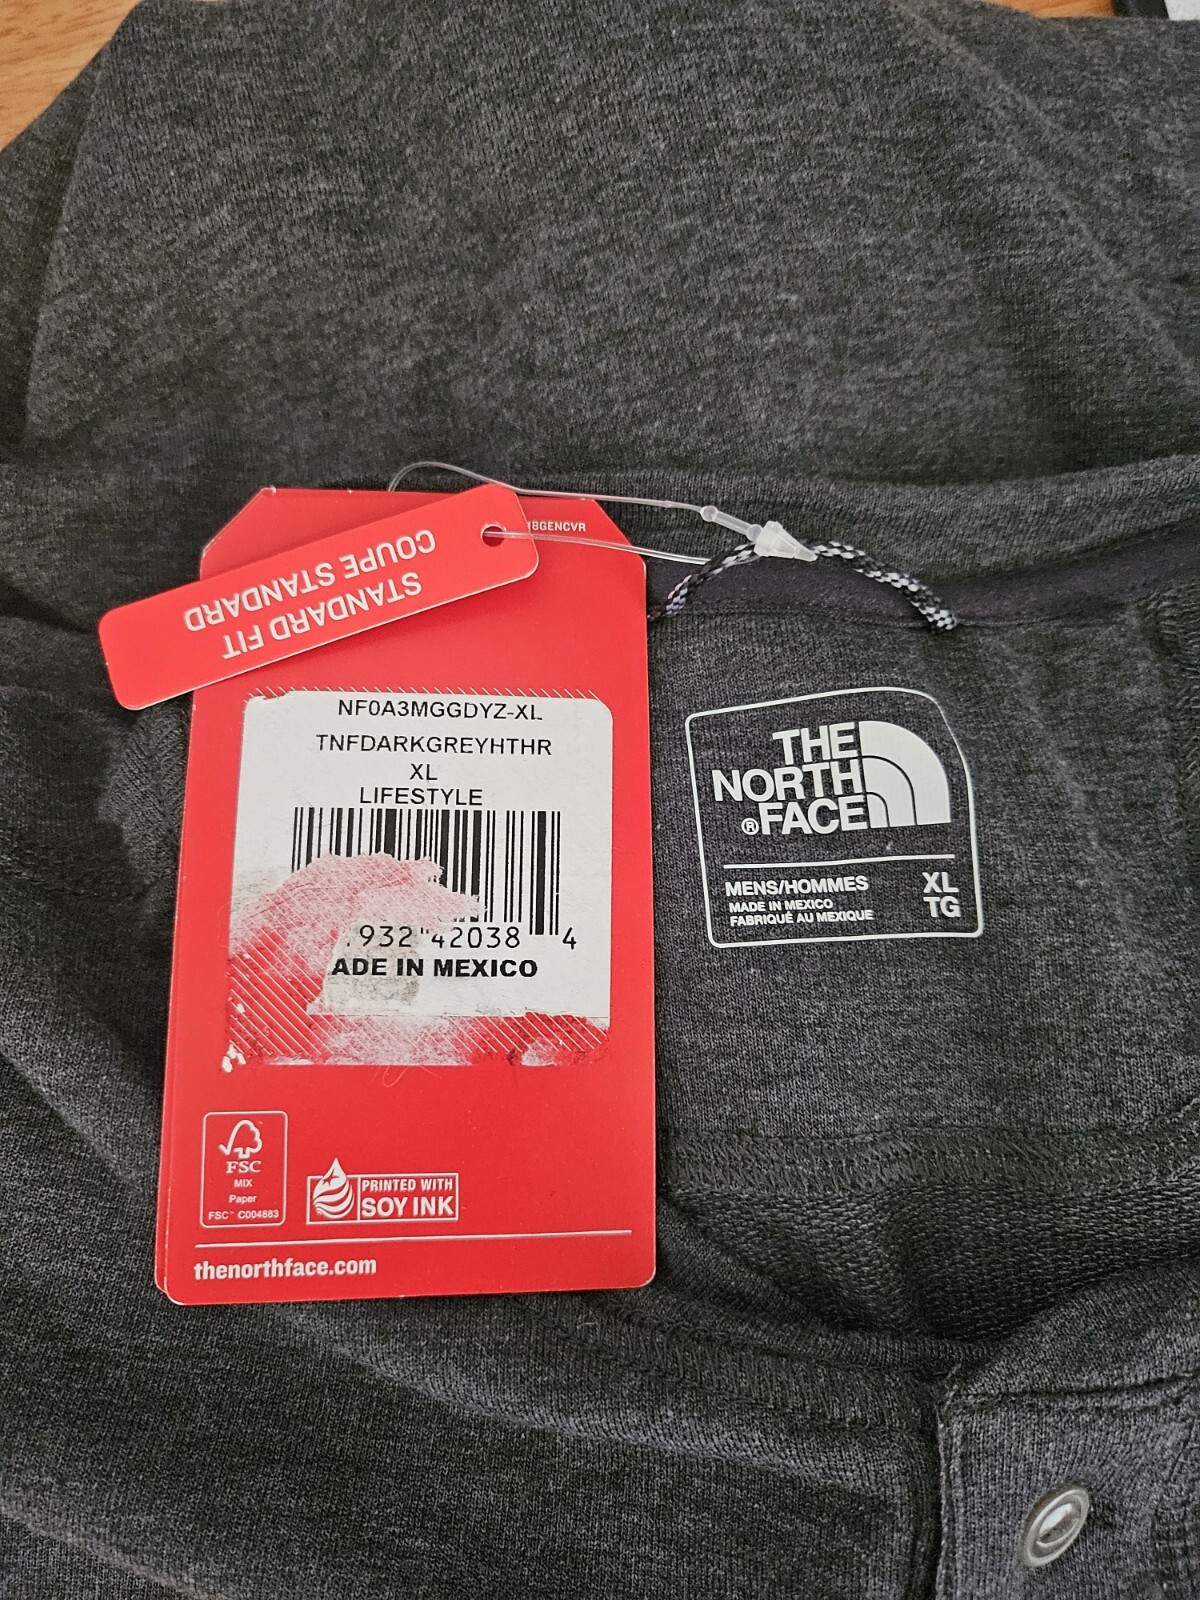 18GENCVR
STANDARD FIT
COUPE STANDARD
NF0A3MGGDYZ-XL
TNFDARKGREYHTHR
XL
LIFESTYLE
932 42038 4
ADE IN MEXICO
FSC
MIX
Paper
FSC™ C004883
PRINTED WITH
SOY INK
thenorthface.com
THE
NORTH
®FACE
MENS/HOMMES XL
MADE IN MEXICO TG
FABRIQUÉ AU MEXIQUE